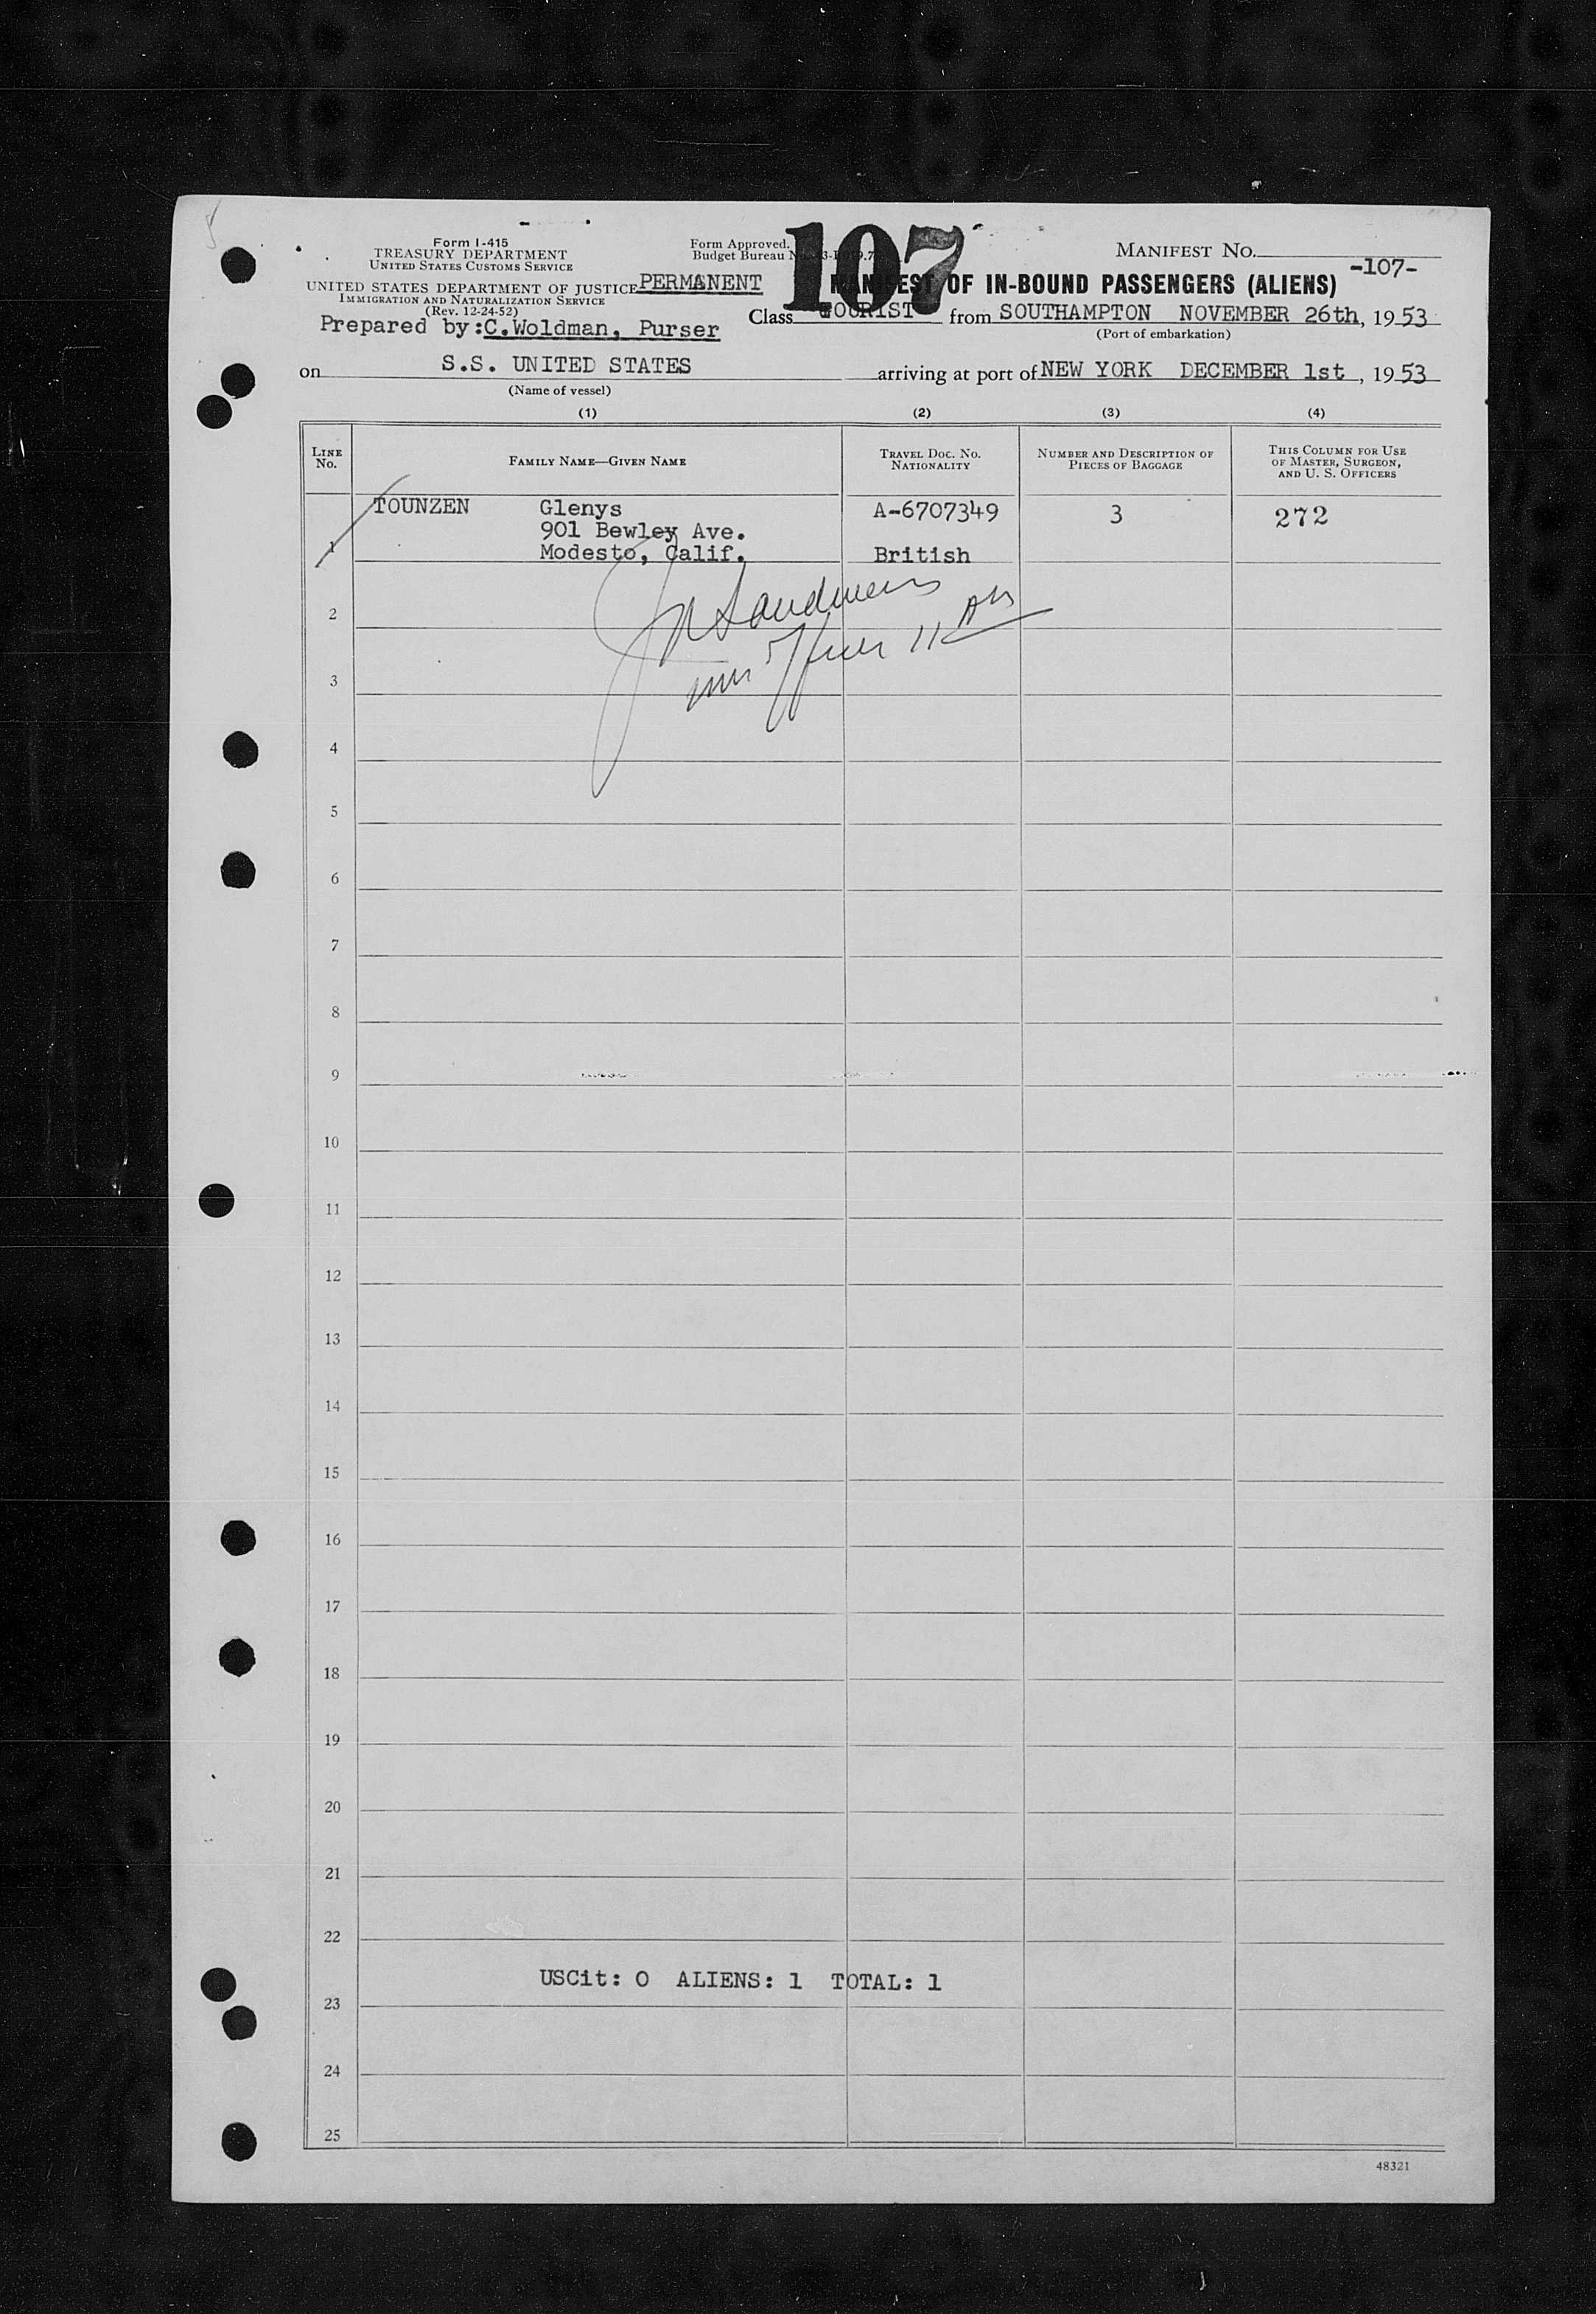 107
Form I-415
TREASURY DEPARTMENT
UNITED STATES CUSTOMS SERVICE
UNITED STATES DEPARTMENT OF JUSTICE
IMMIGRATION AND NATURALIZATION SERVICE
(Rev. 12-24-52)
Form Approved.
Budget Bureau
MANIFEST No.
-107-
PERMANENT MANIFEST OF IN-BOUND PASSENGERS (ALIENS)
Prepared by:C.Woldman, Purser
Class TOURIST from SOUTHAMPTON NOVEMBER 26th, 1953
(Port of embarkation)
on S.S. UNITED STATES arriving at port of NEW YORK DECEMBER 1st, 1953
(Name of vessel)
(1) (2) (3) (4)
LINE No. FAMILY NAME—GIVEN NAME TRAVEL DOC. NO. NATIONALITY NUMBER AND DESCRIPTION OF PIECES OF BAGGAGE THIS COLUMN FOR USE OF MASTER, SURGEON, AND U. S. OFFICERS
TOUNZEN Glenys A-6707349 3 272
901 Bewley Ave.
1 Modesto, Calif. British
2
3
4
5
6
7
8
9
10
11
12
13
14
15
16
17
18
19
20
21
22
USCit: 0 ALIENS: 1 TOTAL: 1
23
24
25
48321